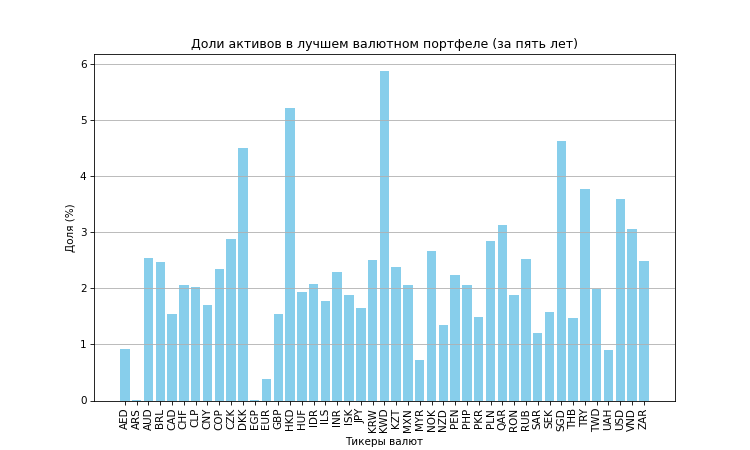 Доли активов в лучшем валютном портфеле (за пять лет)
Доля (%)
6
5
4
3
2
1
0
AED ARS AUD BRL CAD CHF CLP CNY COP CZK DKK EGP EUR GBP HKD HUF IDR ILS INR ISK JPY KRW KWD KZT MXN MYR NOK NZD PEN PHP PKR PLN QAR RON RUB SAR SEK SGD THB TRY TWD UAH USD VND ZAR
Тикеры валют